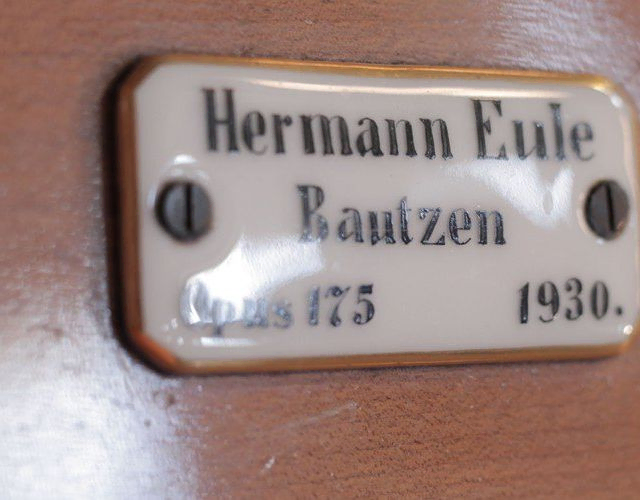 Hermann Eule
Bautzen
Opus 175 1930.